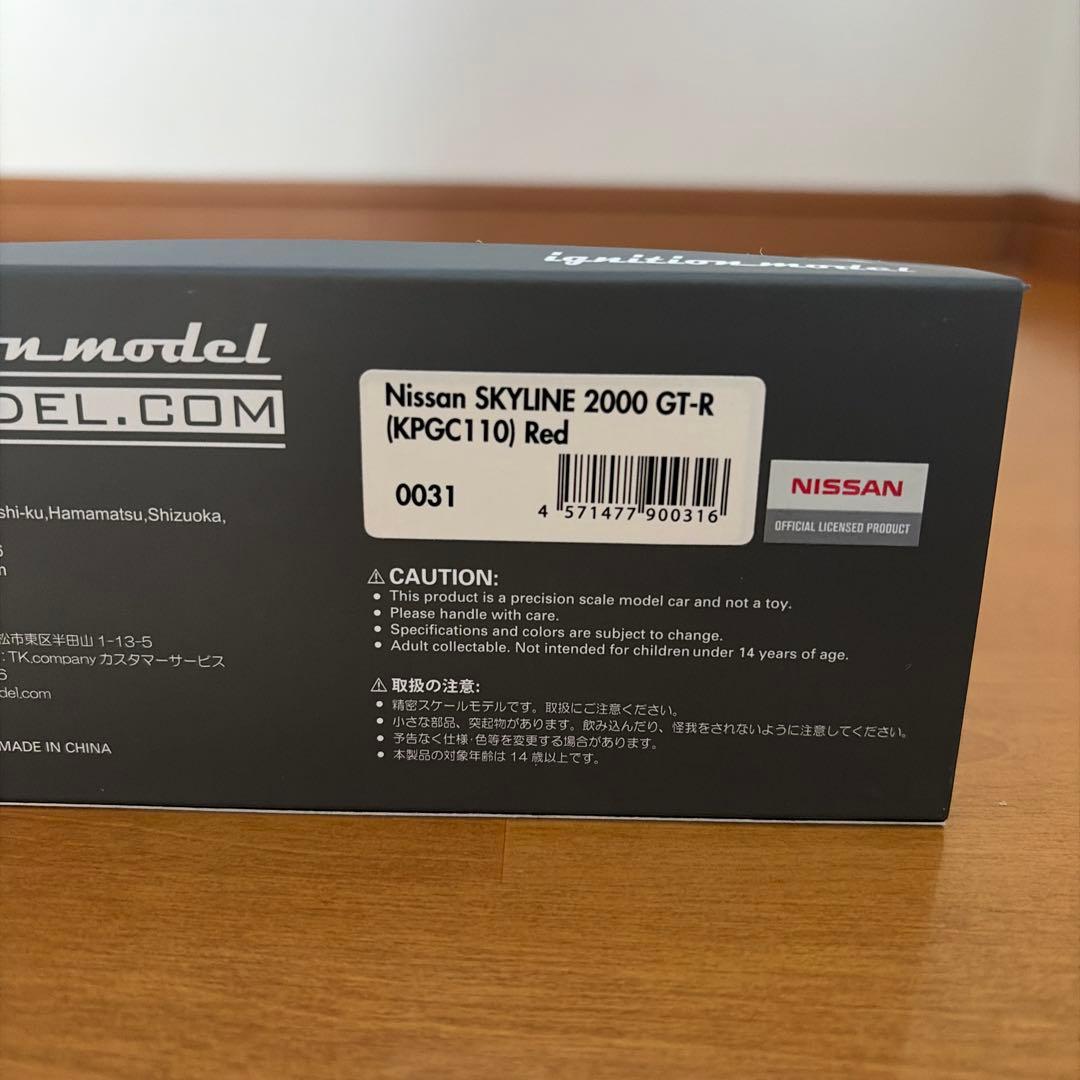 ignition model
nmodel
DEL.COM
Nissan SKYLINE 2000 GT-R
(KPGC110) Red
0031
4 571477 900316
NISSAN
OFFICIAL LICENSED PRODUCT
shi-ku,Hamamatsu,Shizuoka,
6
m
松市東区半田山 1-13-5
: TK.company カスタマーサービス
6
del.com
MADE IN CHINA
⚠ CAUTION:
• This product is a precision scale model car and not a toy.
• Please handle with care.
• Specifications and colors are subject to change.
• Adult collectable. Not intended for children under 14 years of age.
⚠ 取扱の注意:
• 精密スケールモデルです。取扱にご注意ください。
• 小さな部品、突起物があります。飲み込んだり、怪我をされないように注意してください。
• 予告なく仕様・色等を変更する場合があります。
• 本製品の対象年齢は 14 歳以上です。